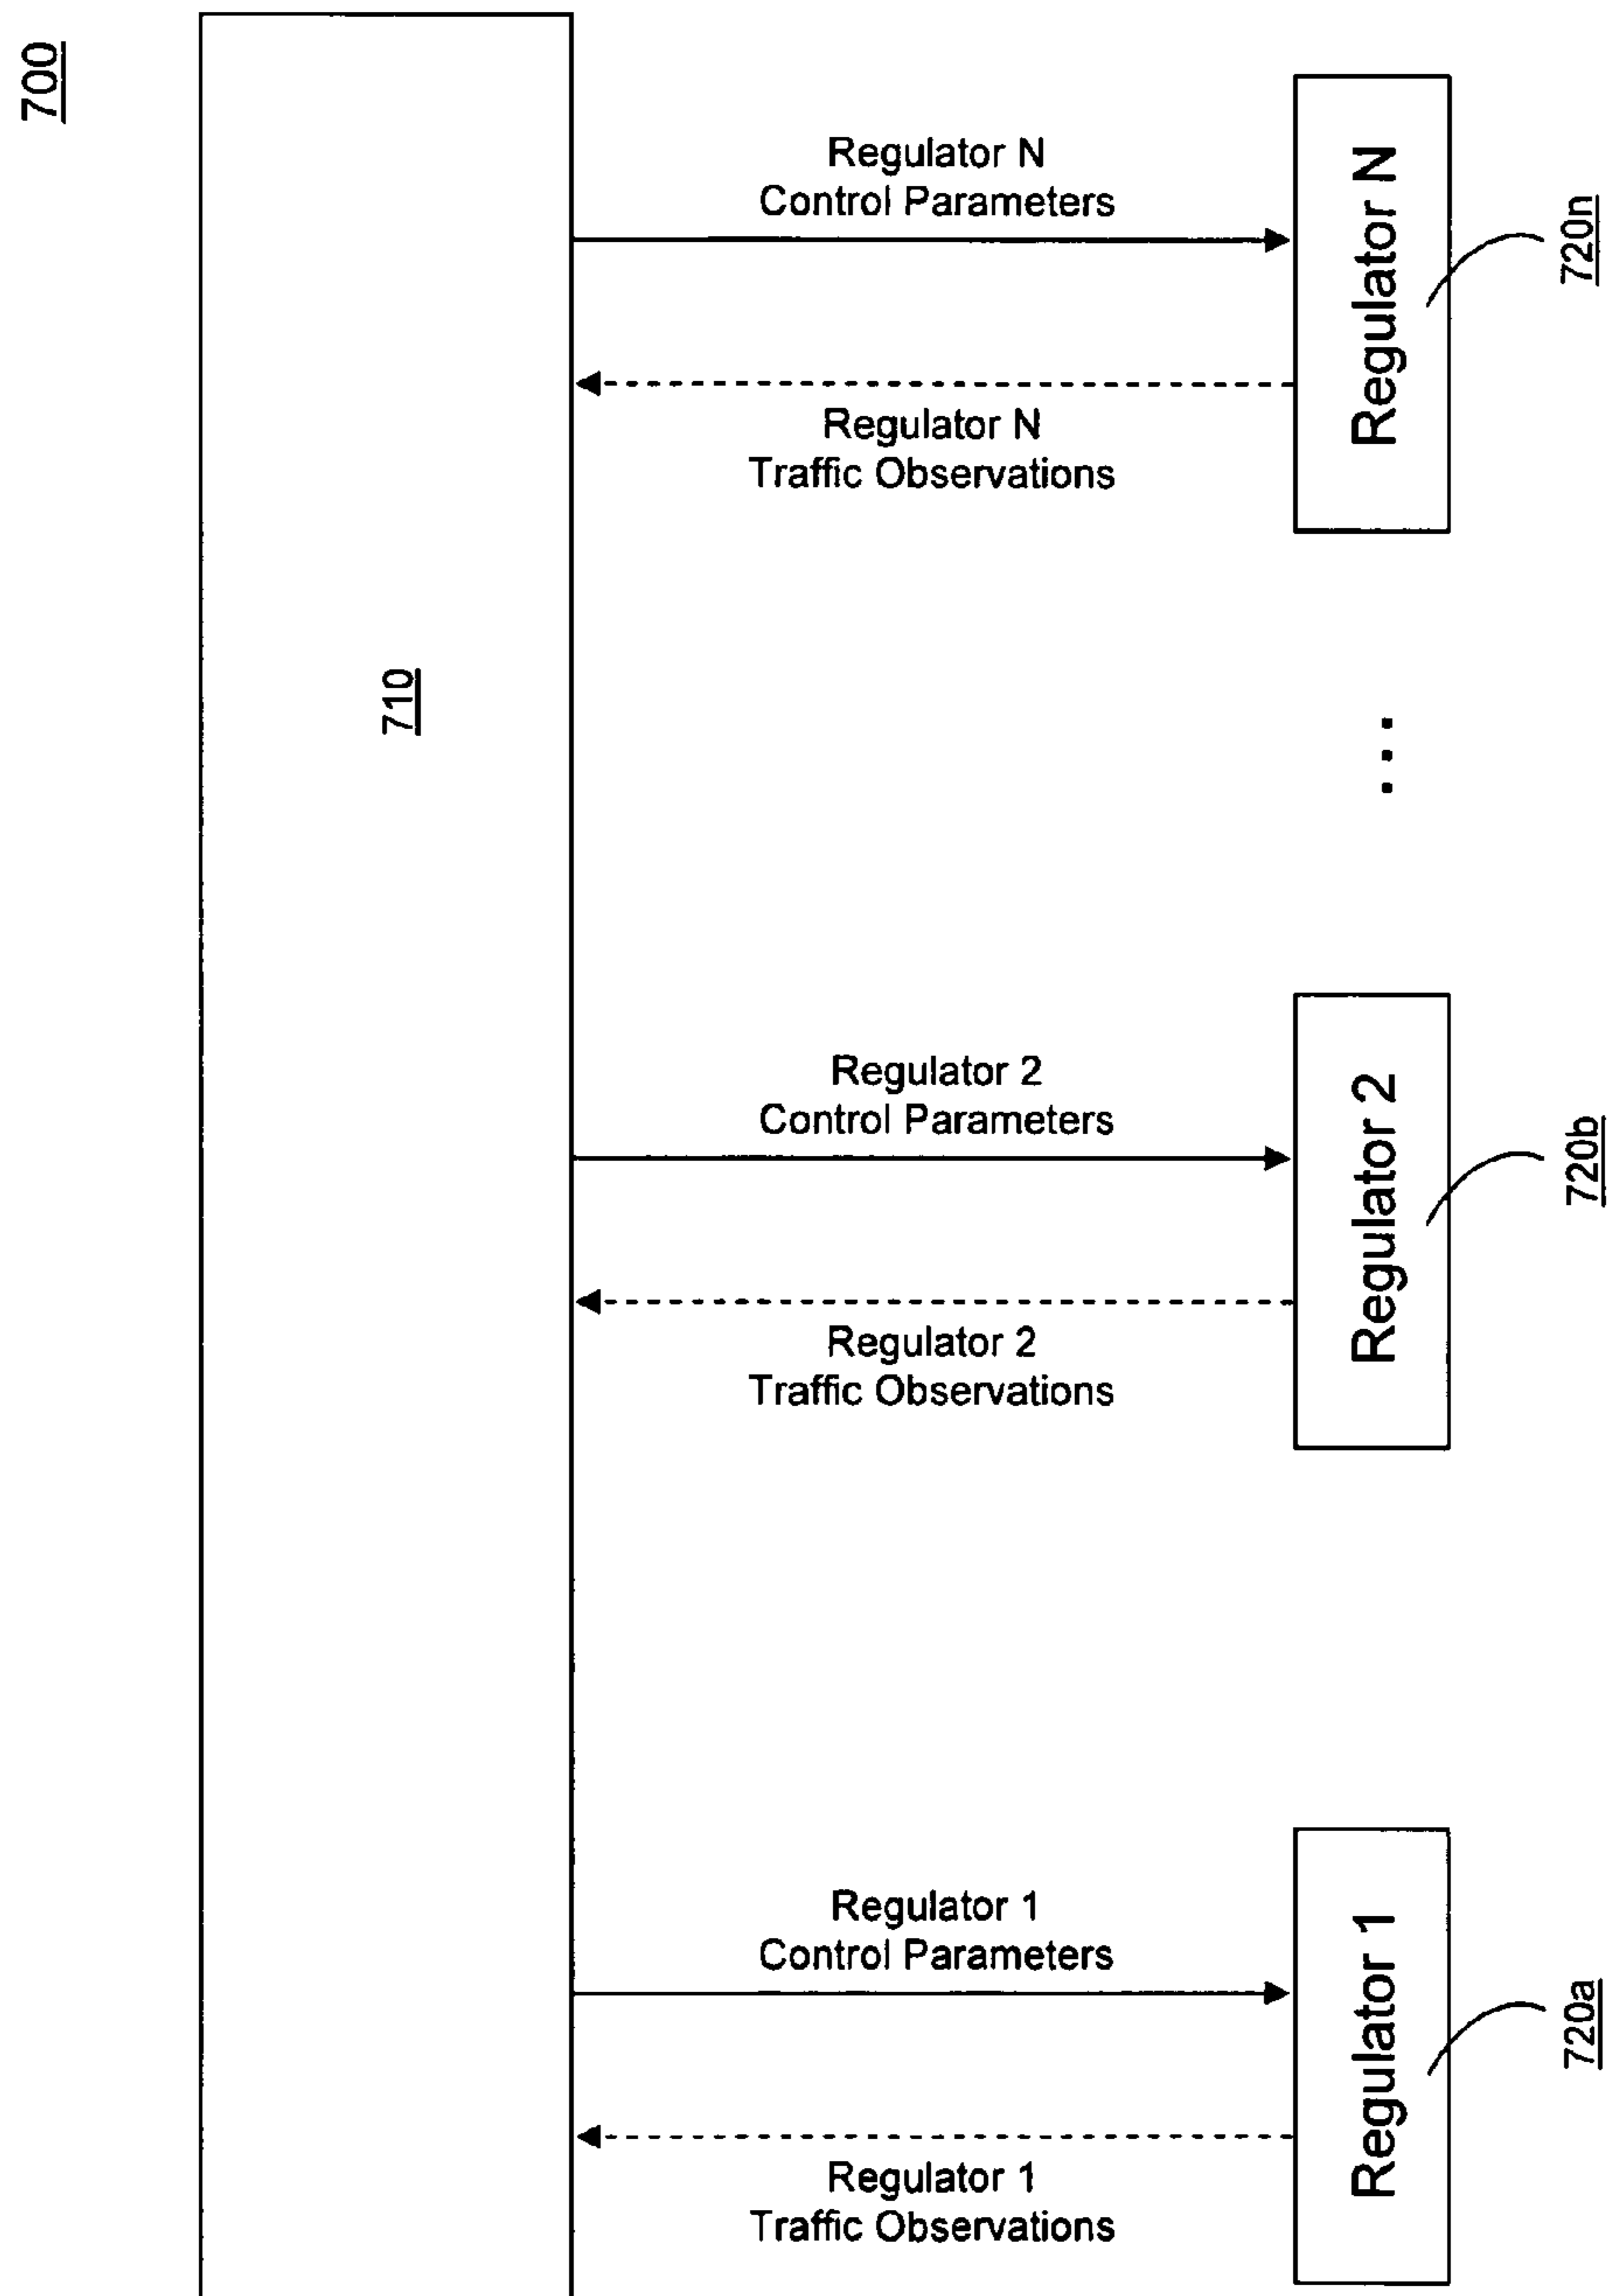 700
710
Regulator N
Control Parameters
Regulator N
Traffic Observations
Regulator N
720n
...
Regulator 2
Control Parameters
Regulator 2
Traffic Observations
Regulator 2
720b
Regulator 1
Control Parameters
Regulator 1
Traffic Observations
Regulator 1
720a